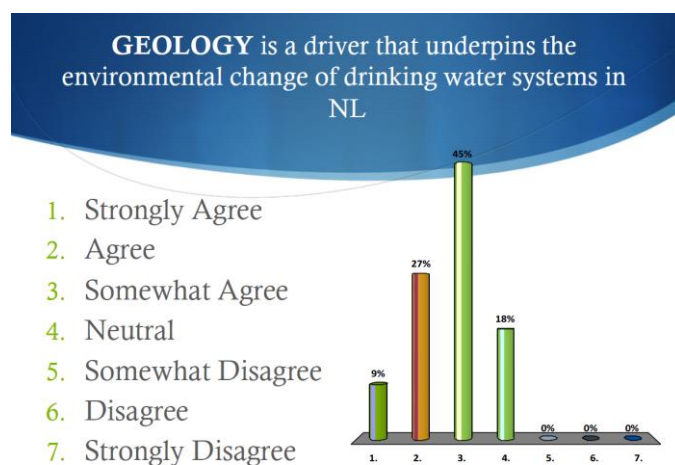 GEOLOGY is a driver that underpins the
environmental change of drinking water systems in
NL
1. Strongly Agree
2. Agree
3. Somewhat Agree
4. Neutral
5. Somewhat Disagree
6. Disagree
7. Strongly Disagree
45%
27%
18%
9%
0% 0% 0%
1. 2. 3. 4. 5. 6. 7.